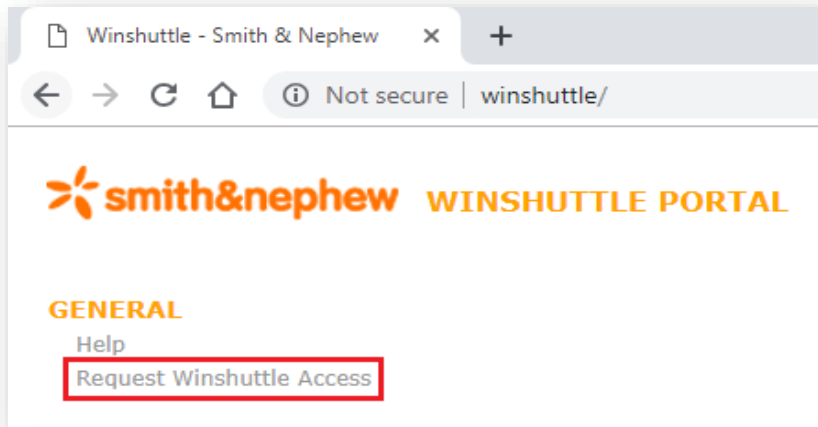 Winshuttle - Smith & Nephew
Not secure | winshuttle/
smith&nephew WINSHUTTLE PORTAL
GENERAL
Help
Request Winshuttle Access